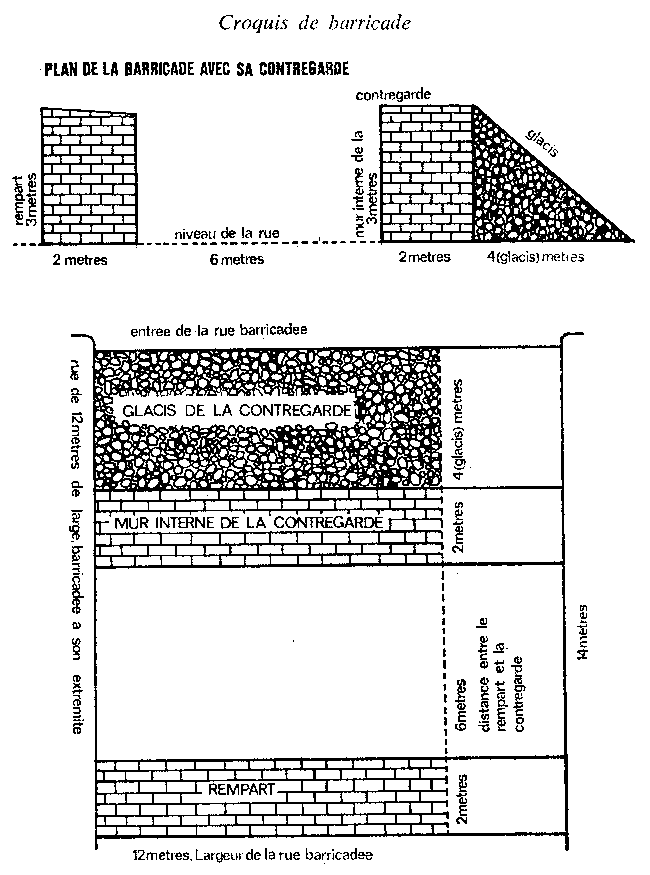 Croquis de barricade
PLAN DE LA BARRICADE AVEC SA CONTREGARDE
rempart
3metres
2 metres
niveau de la rue
6 metres
contregarde
mur interne de la
3metres
glacis
2metres
4(glacis)metres
entree de la rue barricadee
rue de 12metres de large, barricadee a son extremite
GLACIS DE LA CONTREGARDE
4(glacis)metres
MUR INTERNE DE LA CONTREGARDE
2metres
6metres
distance entre le
rempart et la
contregarde
14metres
REMPART
2metres
12metres, Largeur de la rue barricadee